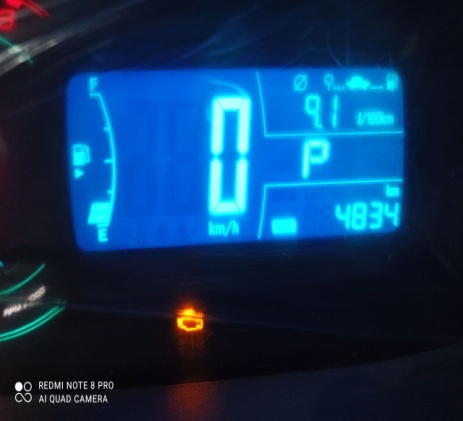 F
9.1
l/100km
P
0
km/h
km
4834
E
REDMI NOTE 8 PRO
AI QUAD CAMERA